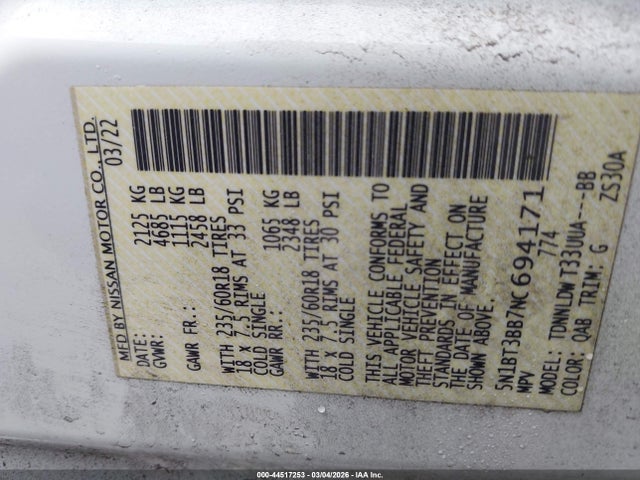 MFD BY NISSAN MOTOR CO., LTD.
DATE: 03/22
GVWR: 2125 KG
4685 LB
GAWR FR.: 1115 KG
2458 LB
WITH 235/60R18 TIRES
18 x 7.5 RIMS AT 33 PSI
COLD SINGLE
GAWR RR.: 1065 KG
2348 LB
WITH 235/60R18 TIRES
18 x 7.5 RIMS AT 30 PSI
COLD SINGLE
THIS VEHICLE CONFORMS TO
ALL APPLICABLE FEDERAL
MOTOR VEHICLE SAFETY AND
THEFT PREVENTION
STANDARDS IN EFFECT ON
THE DATE OF MANUFACTURE
SHOWN ABOVE.
5N1BT3BB7NC694171
MPV 774
MODEL: TDNNLDWT33UUA---BB
COLOR: QAB TRIM: G ZS30A
000-44517253 - 03/04/2026 - IAAI.ca